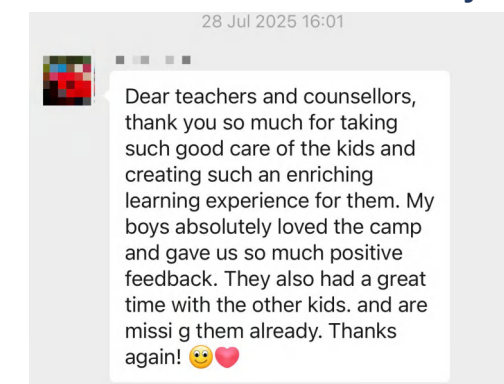 28 Jul 2025 16:01
Dear teachers and counsellors,
thank you so much for taking
such good care of the kids and
creating such an enriching
learning experience for them. My
boys absolutely loved the camp
and gave us so much positive
feedback. They also had a great
time with the other kids. and are
missi g them already. Thanks
again! 🙂❤️